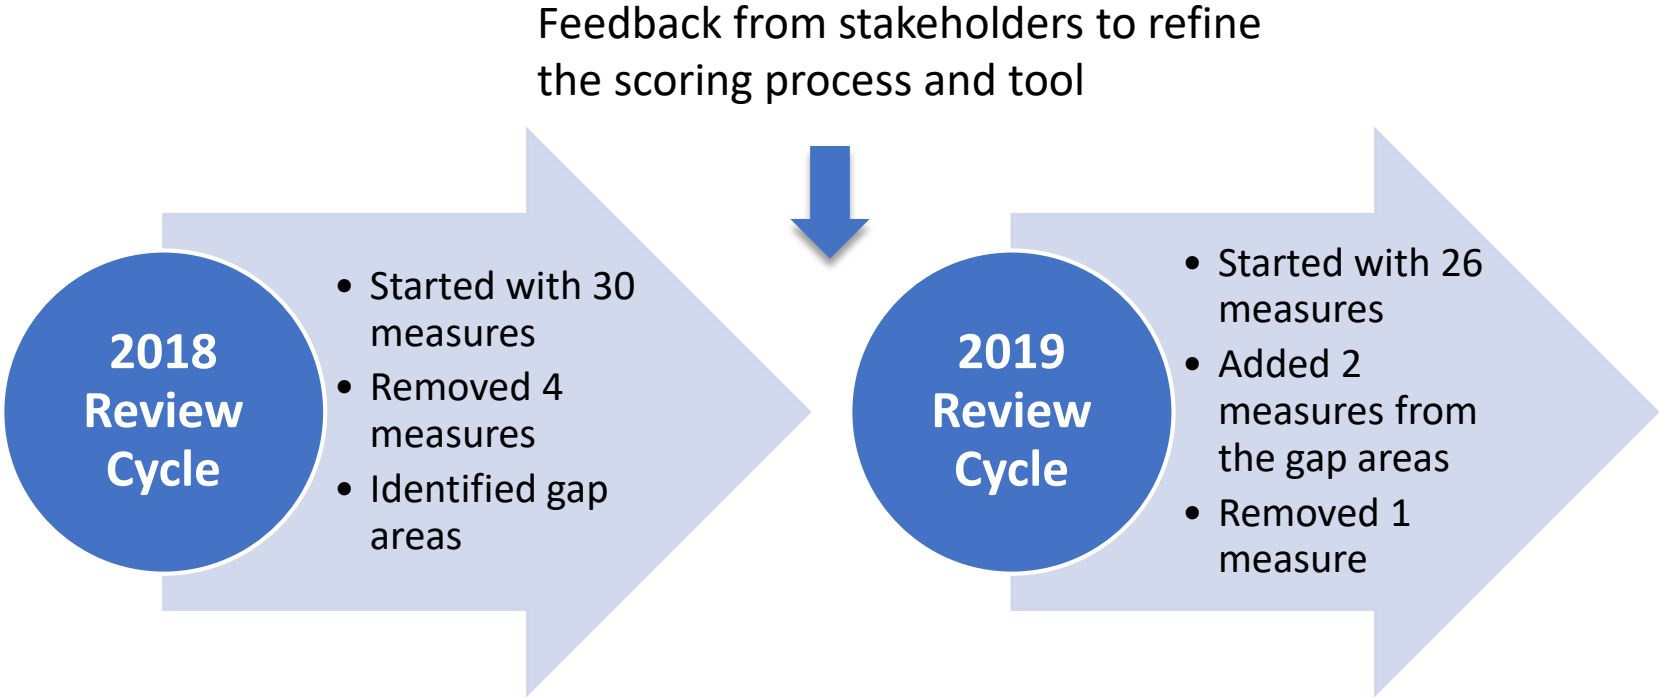 Feedback from stakeholders to refine
the scoring process and tool
2018
Review
Cycle
• Started with 30
measures
• Removed 4
measures
• Identified gap
areas
2019
Review
Cycle
• Started with 26
measures
• Added 2
measures from
the gap areas
• Removed 1
measure